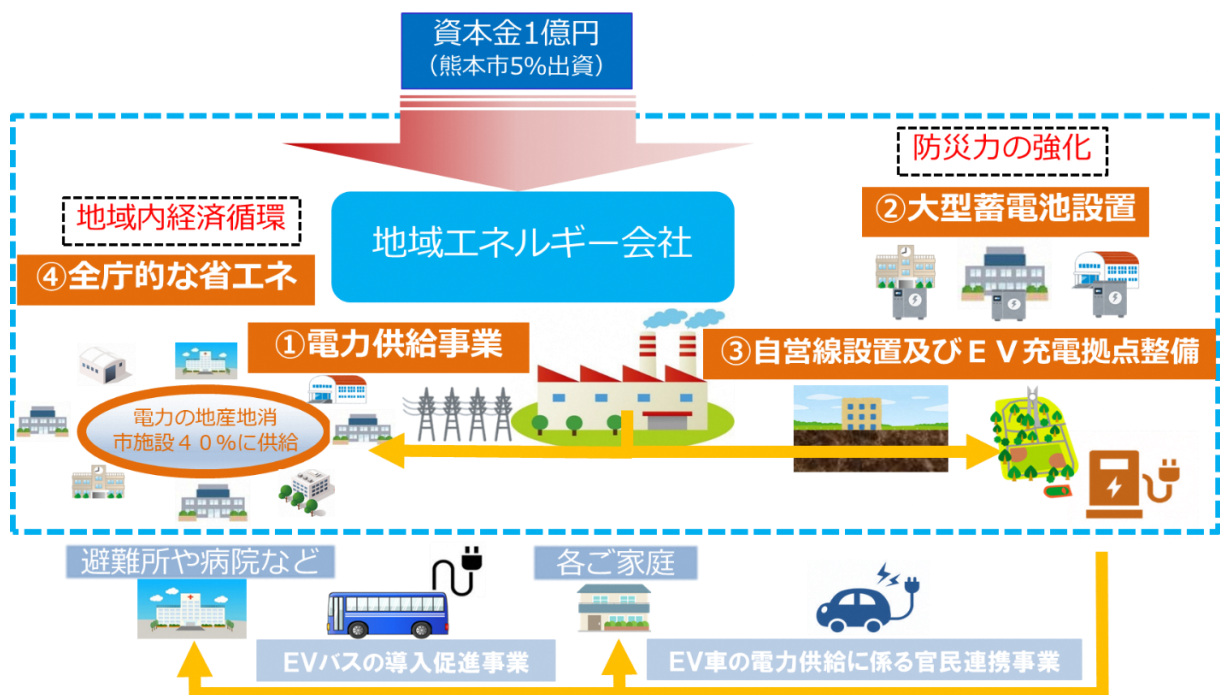 資本金1億円
（熊本市5%出資）
防災力の強化
②大型蓄電池設置
地域内経済循環
地域エネルギー会社
④全庁的な省エネ
①電力供給事業
③自営線設置及びＥＶ充電拠点整備
電力の地産地消
市施設４０％に供給
避難所や病院など
各ご家庭
EVバスの導入促進事業
EV車の電力供給に係る官民連携事業